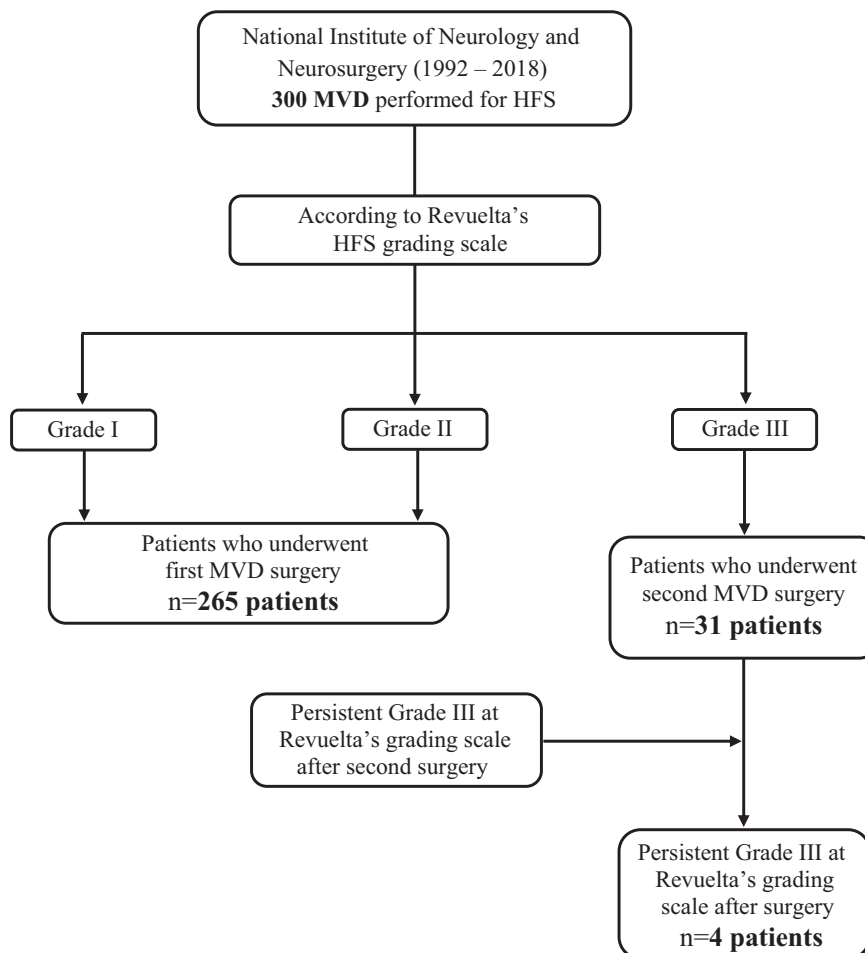 National Institute of Neurology and
Neurosurgery (1992 – 2018)
300 MVD performed for HFS
According to Revuelta’s
HFS grading scale
Grade I
Grade II
Grade III
Patients who underwent
first MVD surgery
n=265 patients
Patients who underwent
second MVD surgery
n=31 patients
Persistent Grade III at
Revuelta’s grading scale
after second surgery
Persistent Grade III at
Revuelta’s grading
scale after surgery
n=4 patients